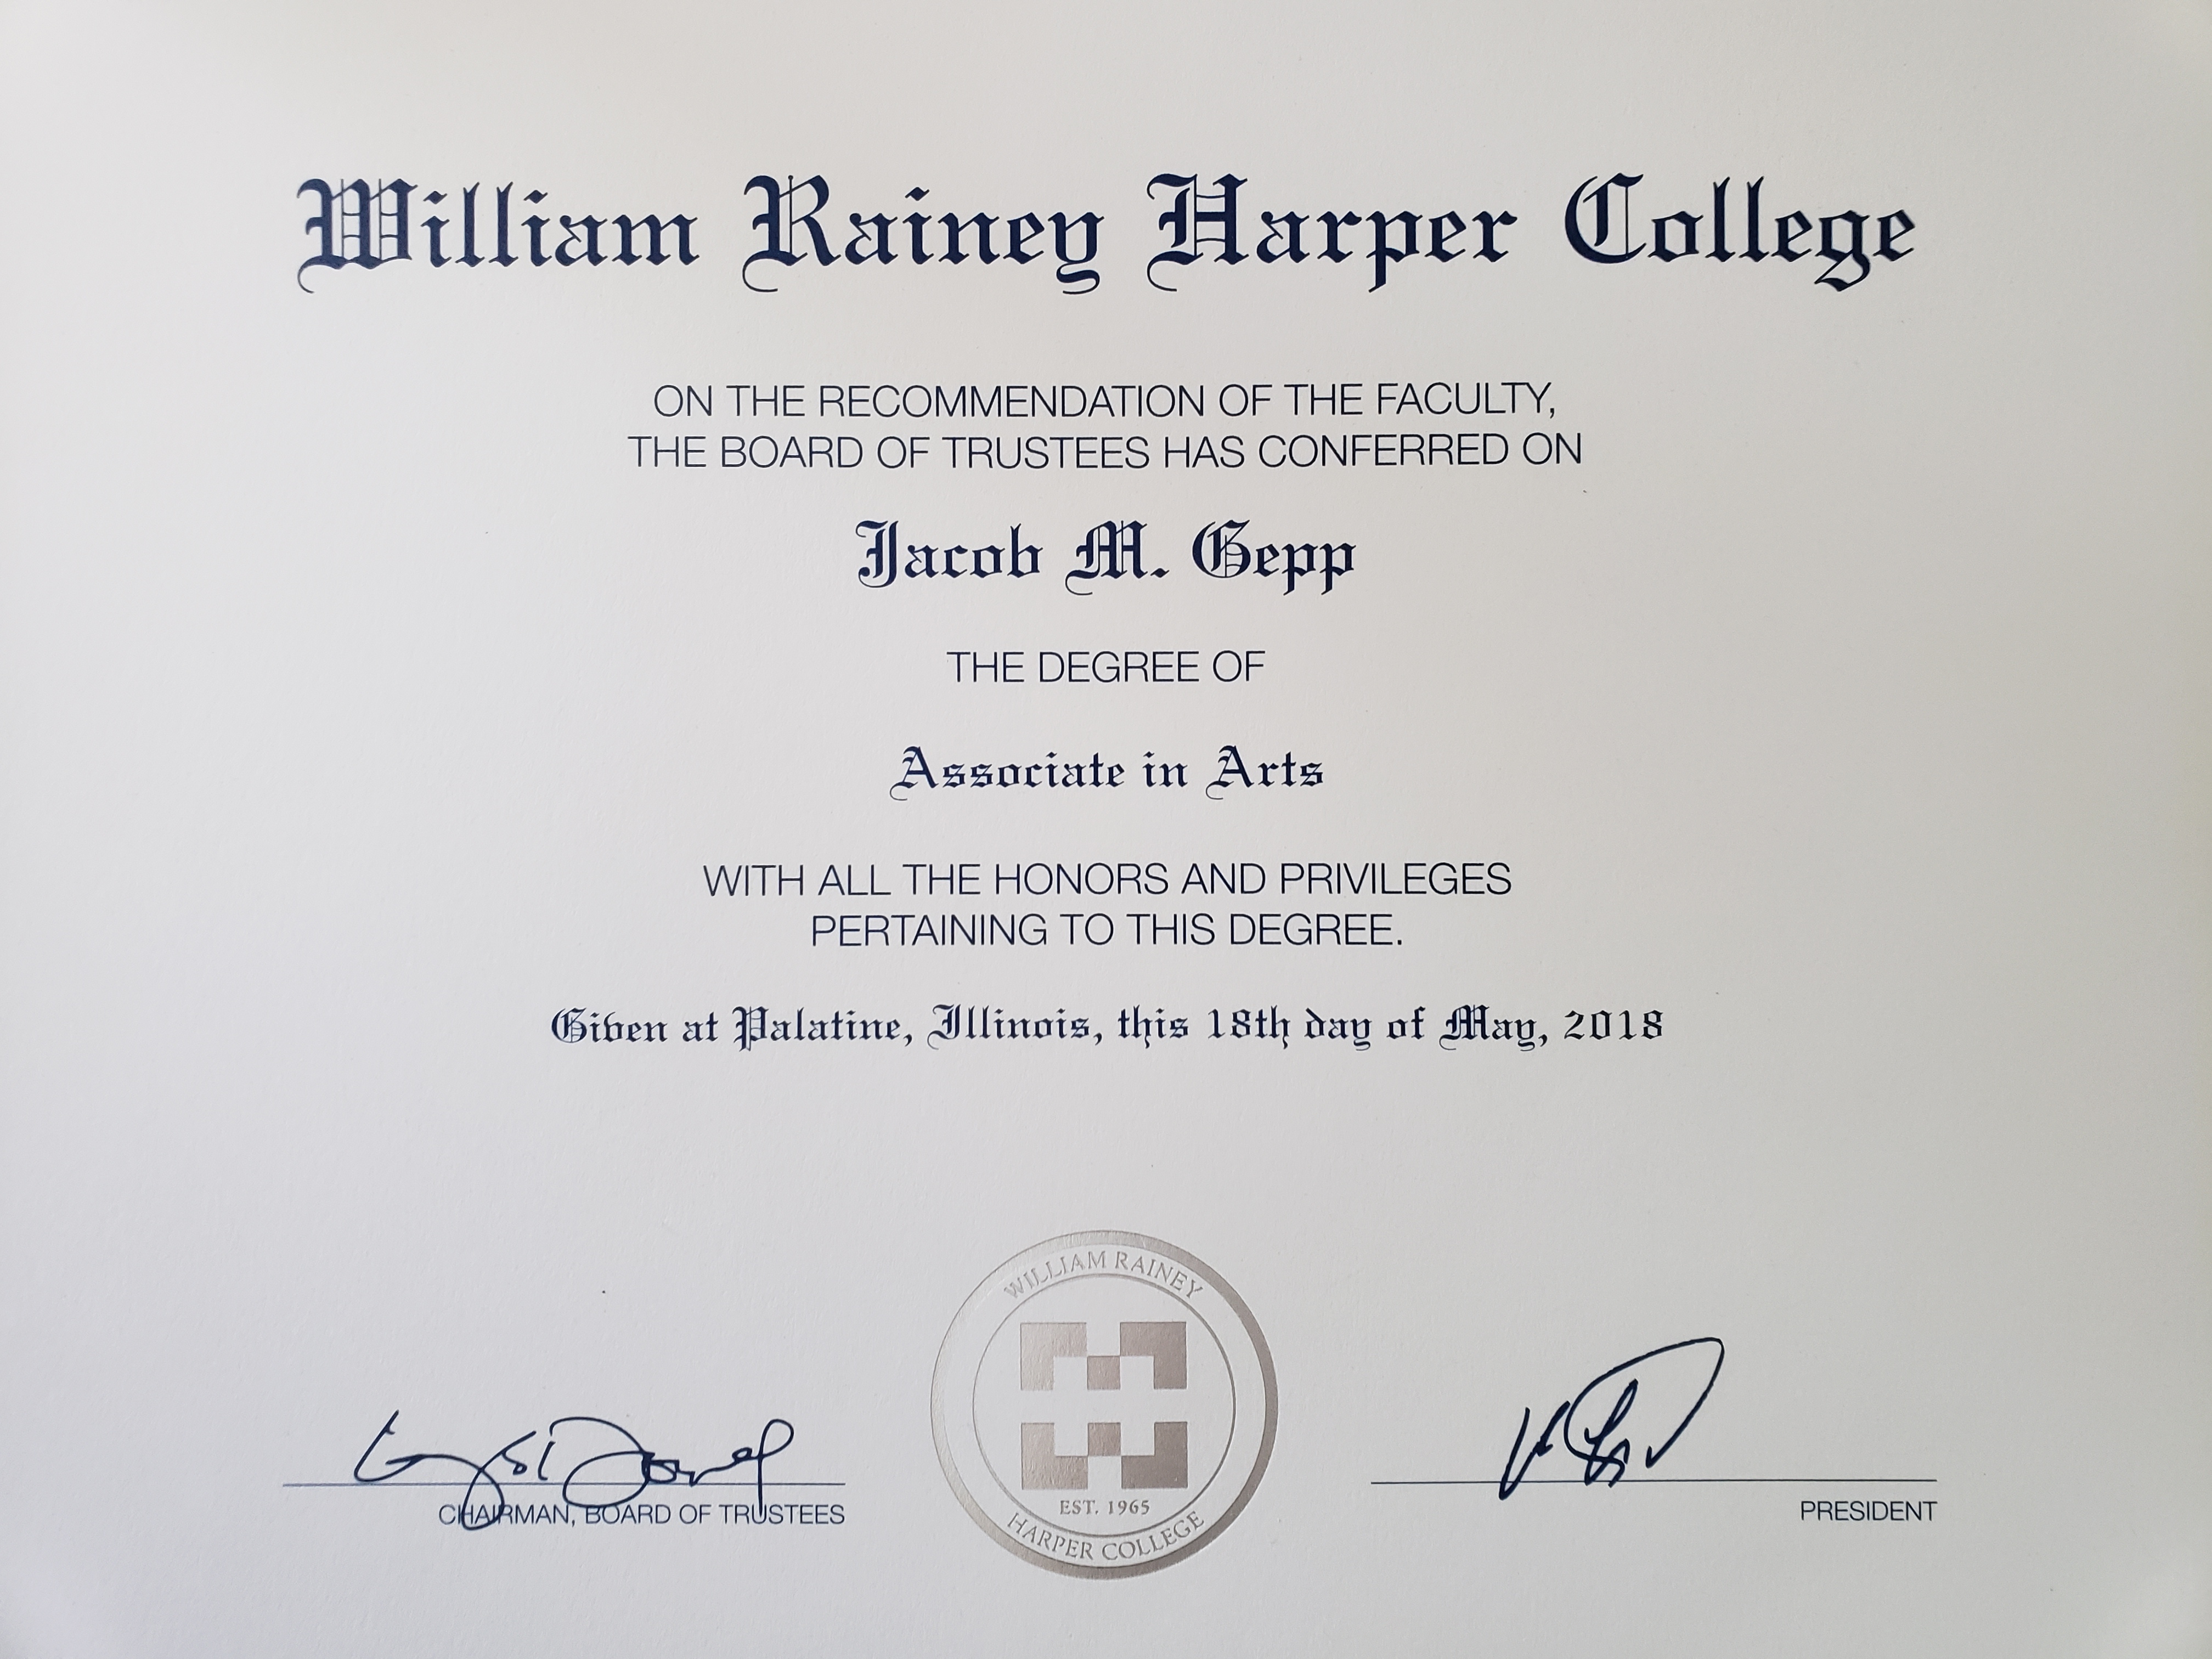 William Rainey Harper College
ON THE RECOMMENDATION OF THE FACULTY,
THE BOARD OF TRUSTEES HAS CONFERRED ON
Jacob M. Gepp
THE DEGREE OF
Associate in Arts
WITH ALL THE HONORS AND PRIVILEGES
PERTAINING TO THIS DEGREE.
Given at Palatine, Illinois, this 18th day of May, 2018
WILLIAM RAINEY
EST. 1965
HARPER COLLEGE
CHAIRMAN, BOARD OF TRUSTEES
PRESIDENT